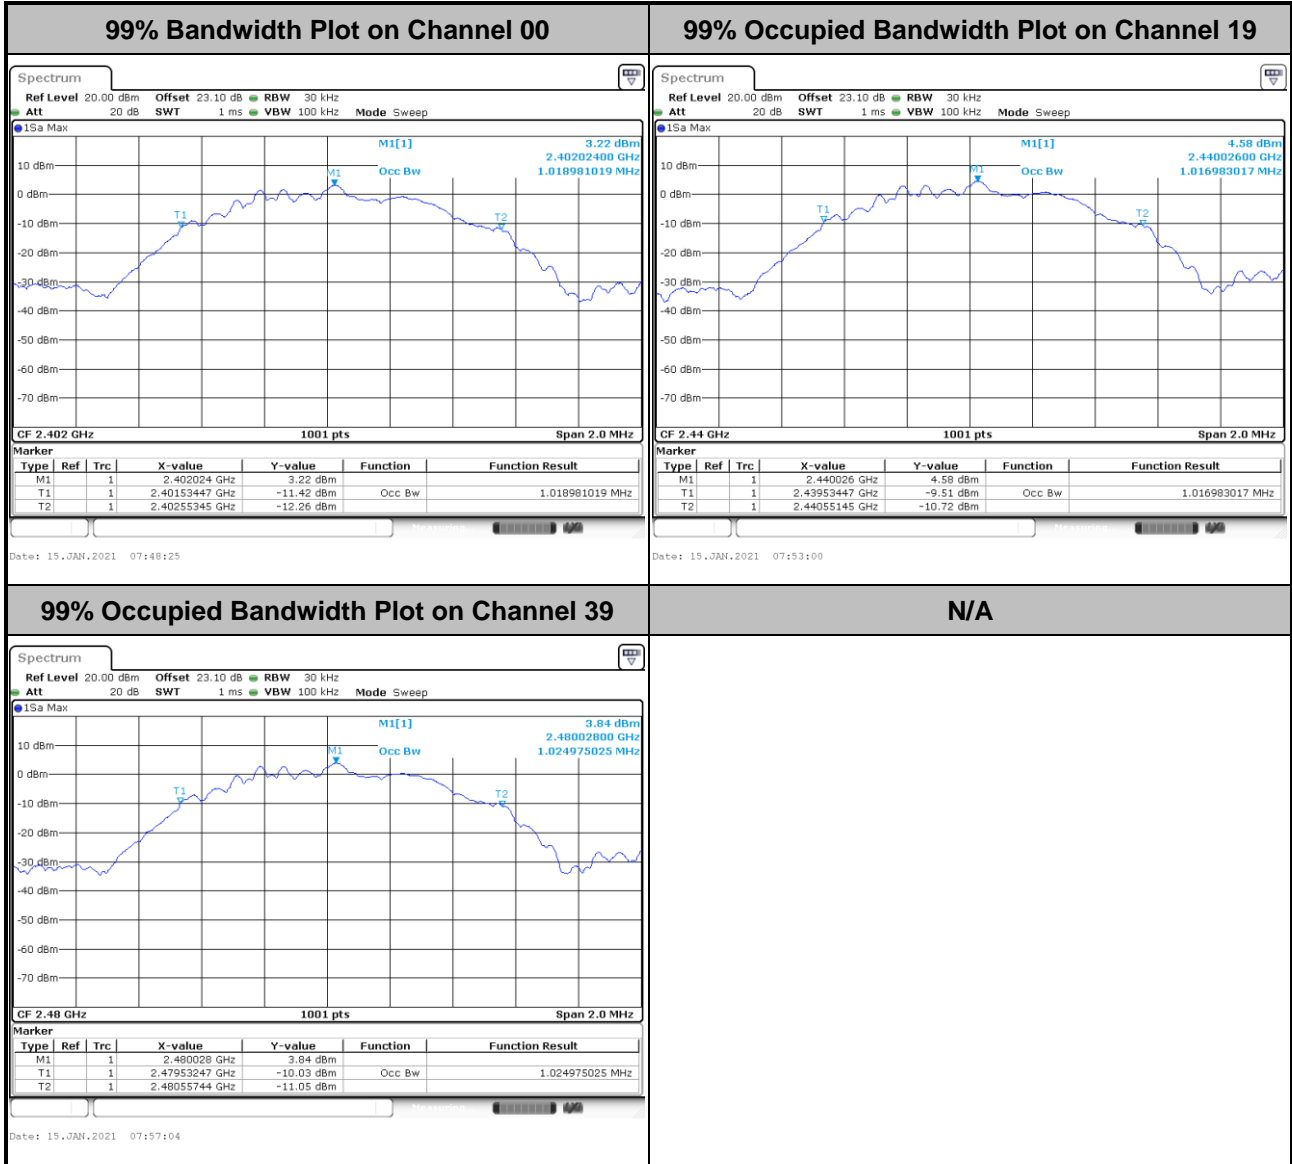 99% Bandwidth Plot on Channel 00
99% Occupied Bandwidth Plot on Channel 19
Spectrum
Ref Level 20.00 dBm Offset 23.10 dB RBW 30 kHz
Att 20 dB SWT 1 ms VBW 100 kHz Mode Sweep
1Sa Max
M1[1] 3.22 dBm
2.40202400 GHz
Occ Bw 1.018981019 MHz
10 dBm
M1
0 dBm
T1
T2
-10 dBm
-20 dBm
-30 dBm
-40 dBm
-50 dBm
-60 dBm
-70 dBm
CF 2.402 GHz 1001 pts Span 2.0 MHz
Marker
Type Ref Trc X-value Y-value Function Function Result
M1 1 2.402024 GHz 3.22 dBm
T1 1 2.40153447 GHz -11.42 dBm Occ Bw 1.018981019 MHz
T2 1 2.40255345 GHz -12.26 dBm
Measuring
Date: 15.JAN.2021 07:48:25
Spectrum
Ref Level 20.00 dBm Offset 23.10 dB RBW 30 kHz
Att 20 dB SWT 1 ms VBW 100 kHz Mode Sweep
1Sa Max
M1[1] 4.58 dBm
2.44002600 GHz
Occ Bw 1.016983017 MHz
10 dBm
M1
0 dBm
T1
T2
-10 dBm
-20 dBm
-30 dBm
-40 dBm
-50 dBm
-60 dBm
-70 dBm
CF 2.44 GHz 1001 pts Span 2.0 MHz
Marker
Type Ref Trc X-value Y-value Function Function Result
M1 1 2.440026 GHz 4.58 dBm
T1 1 2.43953447 GHz -9.51 dBm Occ Bw 1.016983017 MHz
T2 1 2.44055145 GHz -10.72 dBm
Measuring
Date: 15.JAN.2021 07:53:00
99% Occupied Bandwidth Plot on Channel 39
N/A
Spectrum
Ref Level 20.00 dBm Offset 23.10 dB RBW 30 kHz
Att 20 dB SWT 1 ms VBW 100 kHz Mode Sweep
1Sa Max
M1[1] 3.84 dBm
2.48002800 GHz
Occ Bw 1.024975025 MHz
10 dBm
M1
0 dBm
T1
T2
-10 dBm
-20 dBm
-30 dBm
-40 dBm
-50 dBm
-60 dBm
-70 dBm
CF 2.48 GHz 1001 pts Span 2.0 MHz
Marker
Type Ref Trc X-value Y-value Function Function Result
M1 1 2.480028 GHz 3.84 dBm
T1 1 2.47953247 GHz -10.03 dBm Occ Bw 1.024975025 MHz
T2 1 2.48055744 GHz -11.05 dBm
Measuring
Date: 15.JAN.2021 07:57:04